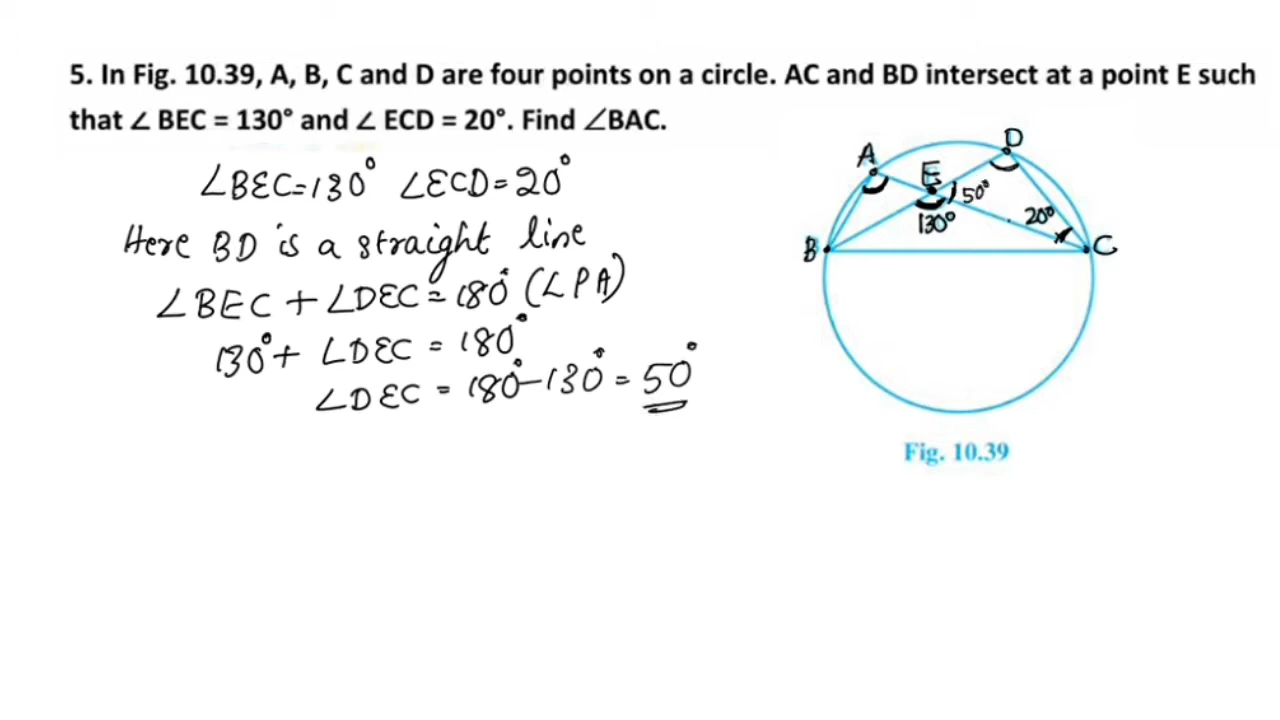 5. In Fig. 10.39, A, B, C and D are four points on a circle. AC and BD intersect at a point E such
that ∠ BEC = 130° and ∠ ECD = 20°. Find ∠BAC.
∠BEC=130° ∠ECD=20°
Here BD is a straight line
∠BEC + ∠DEC = 180° (LPA)
130° + ∠DEC = 180°
∠DEC = 180° - 130° = 50°
A
D
E
50°
130°
20°
B
C
Fig. 10.39